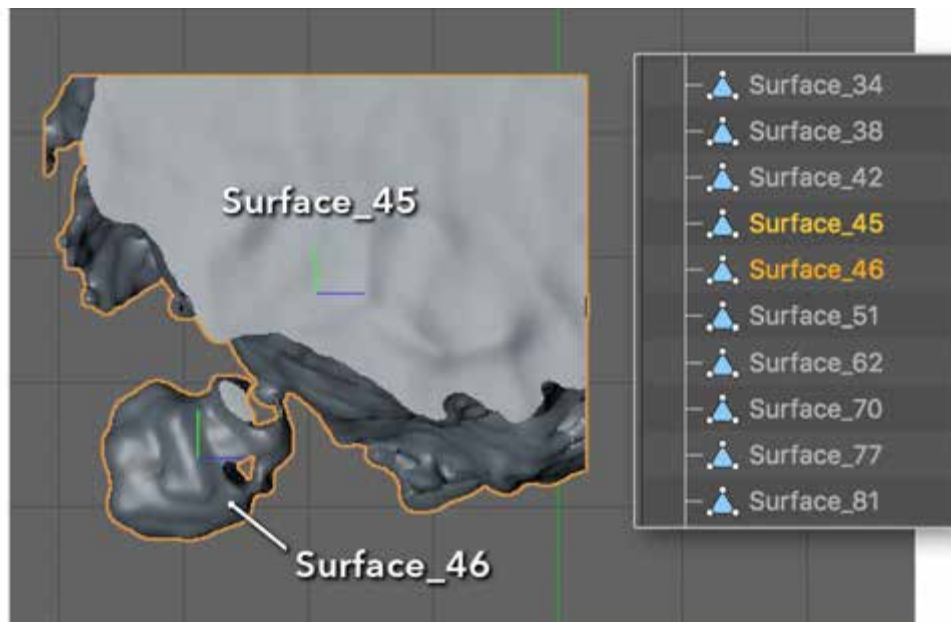 Surface_45
Surface_46
Surface_34
Surface_38
Surface_42
Surface_45
Surface_46
Surface_51
Surface_62
Surface_70
Surface_77
Surface_81